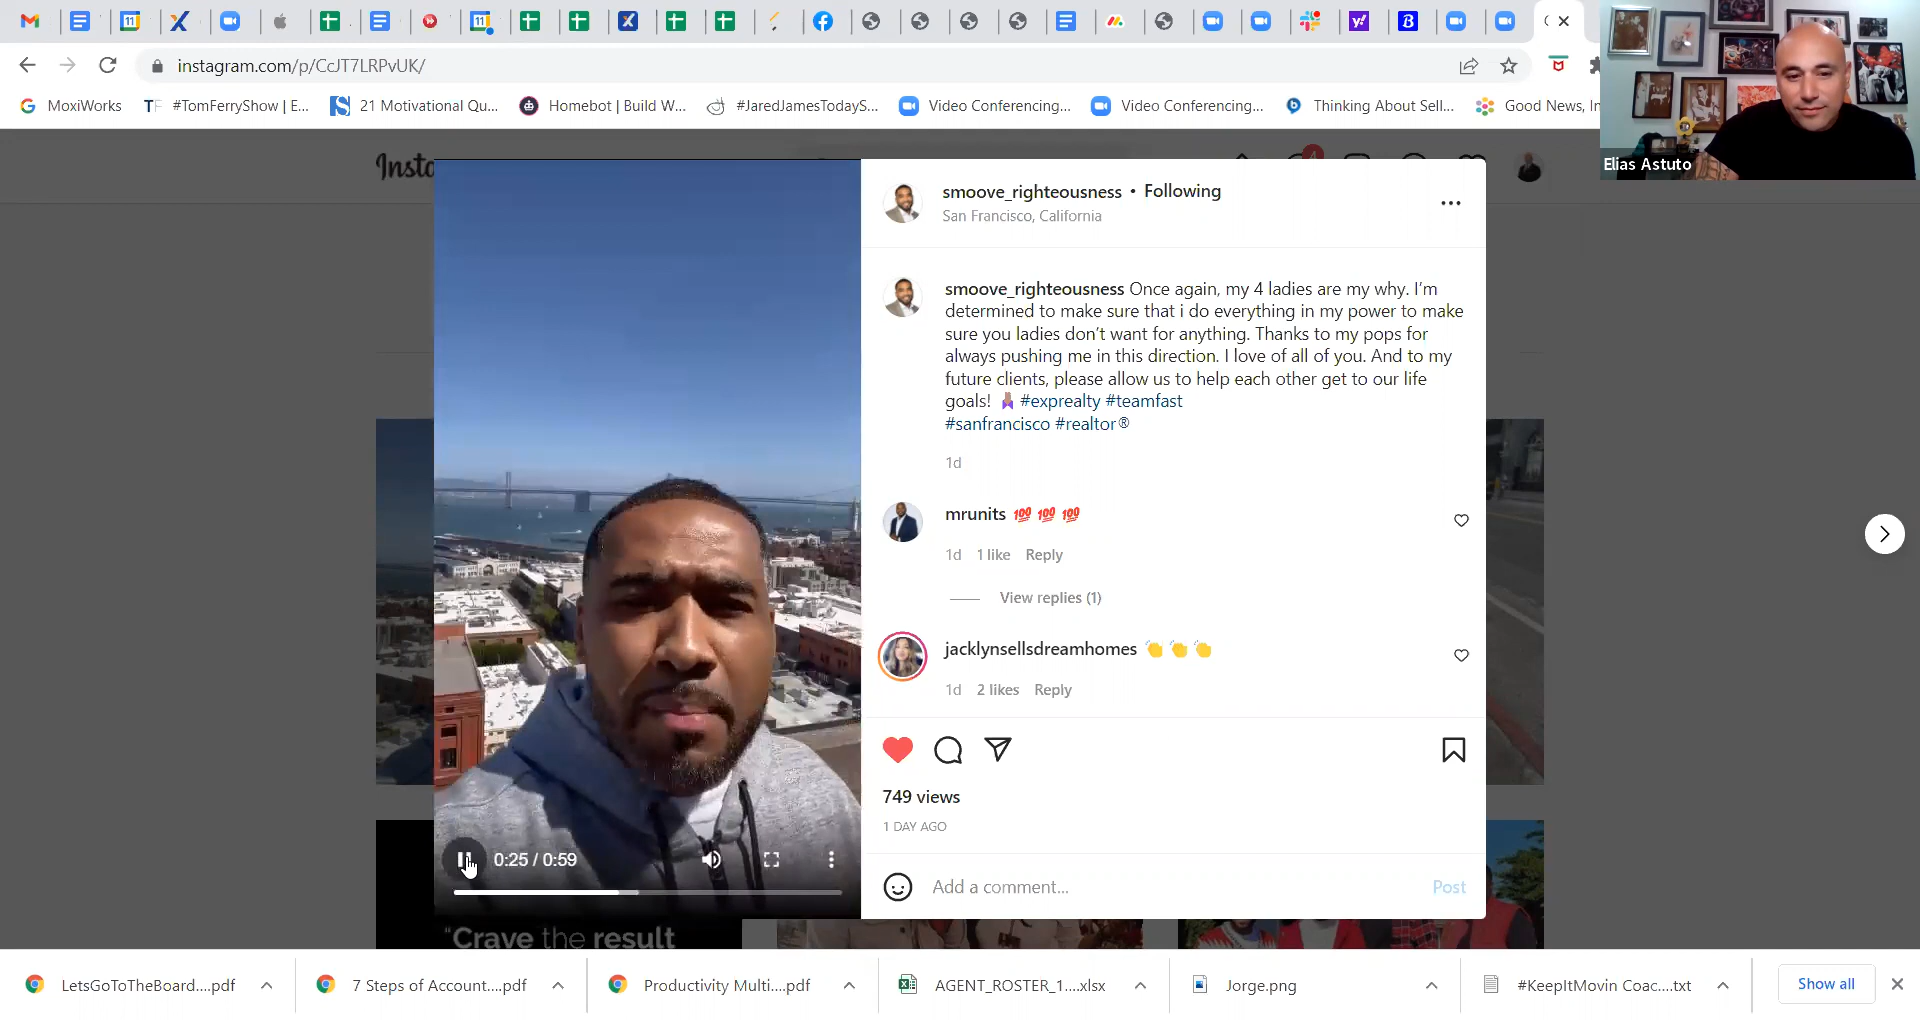 instagram.com/p/CcJT7LRPvUK/
MoxiWorks
#TomFerryShow | E...
21 Motivational Qu...
Homebot | Build W...
#JaredJamesTodayS...
Video Conferencing...
Video Conferencing...
Thinking About Sell...
Good News, In
Elias Astuto
Insta
4
smoove_righteousness • Following
San Francisco, California
smoove_righteousness Once again, my 4 ladies are my why. I'm
determined to make sure that i do everything in my power to make
sure you ladies don't want for anything. Thanks to my pops for
always pushing me in this direction. I love of all of you. And to my
future clients, please allow us to help each other get to our life
goals! #exprealty #teamfast
#sanfrancisco #realtor®
1d
mrunits 💯 💯 💯
1d 1 like Reply
View replies (1)
jacklynsellsdreamhomes 👏 👏 👏
1d 2 likes Reply
749 views
1 DAY AGO
Add a comment... Post
0:25 / 0:59
"Crave the result
LetsGoToTheBoard....pdf
7 Steps of Account....pdf
Productivity Multi....pdf
AGENT_ROSTER_1....xlsx
Jorge.png
#KeepItMovin Coac....txt
Show all